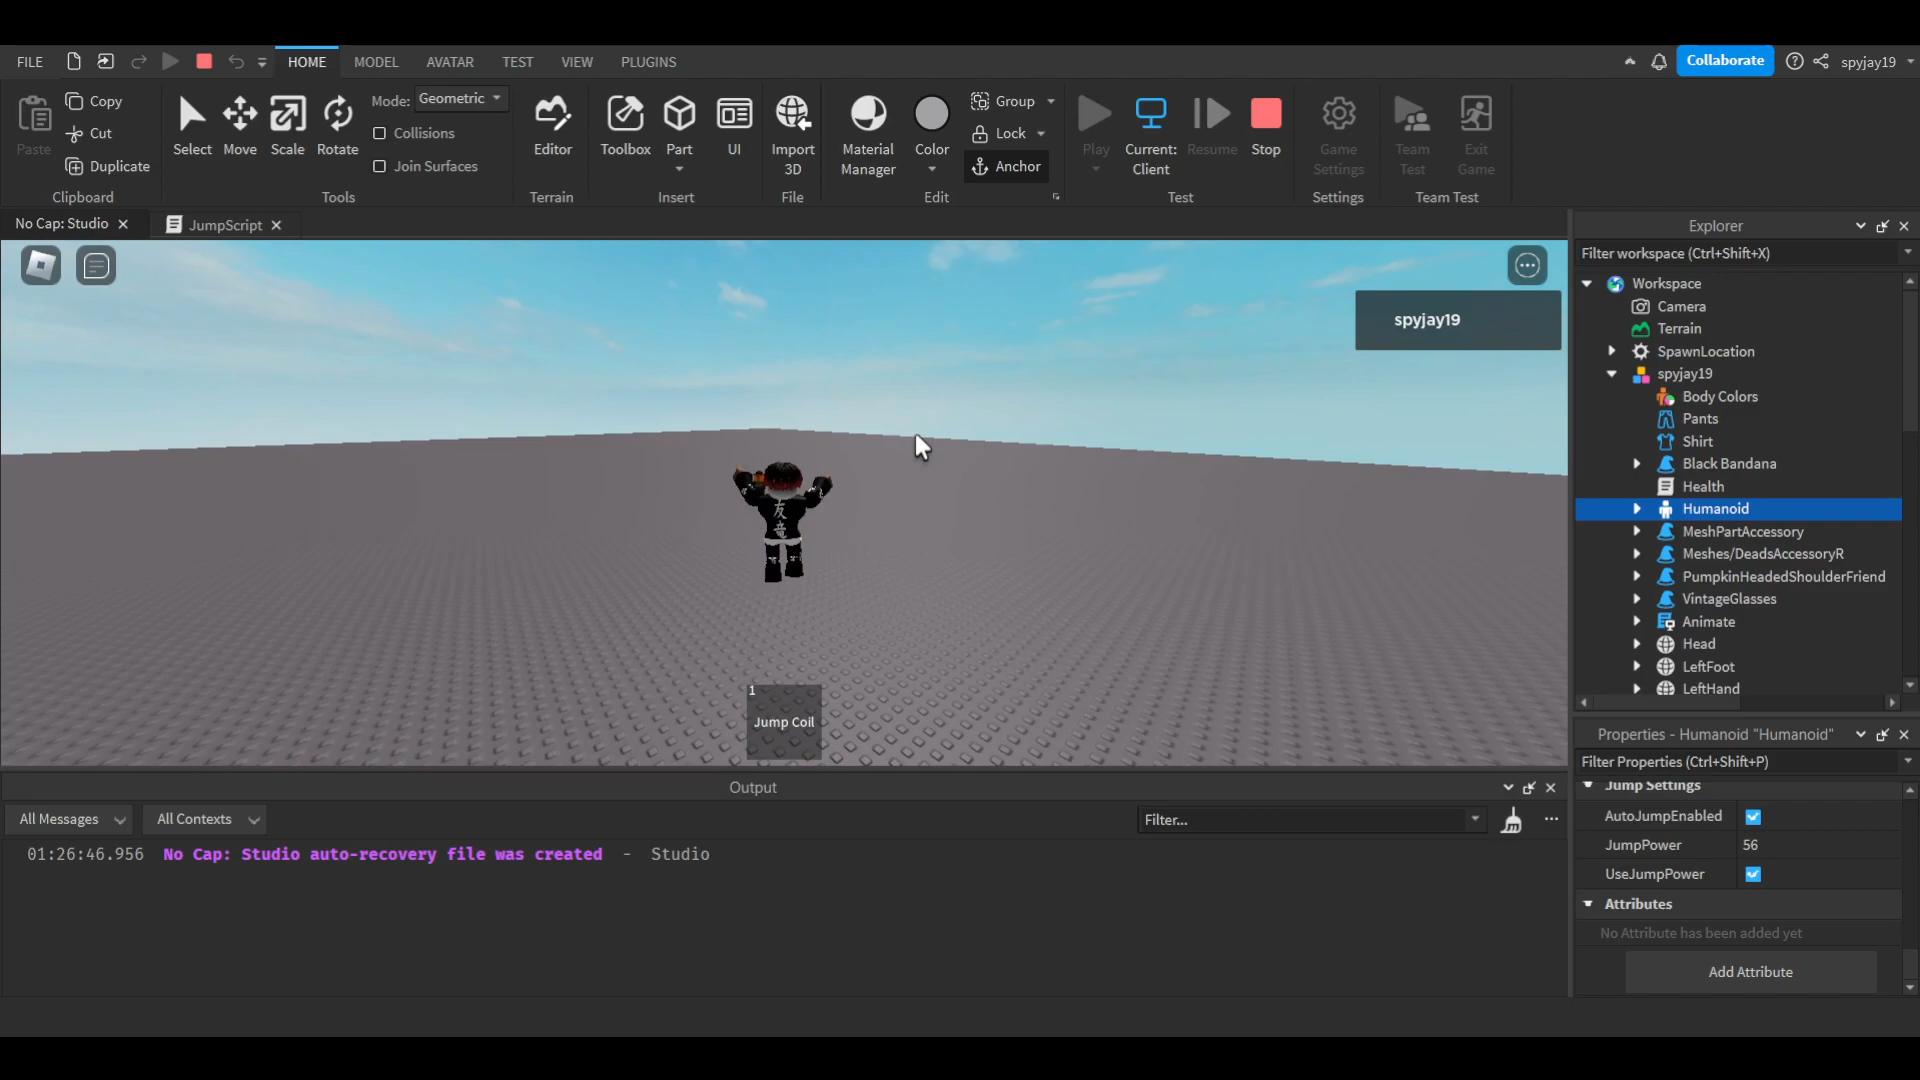 FILE
HOME
MODEL
AVATAR
TEST
VIEW
PLUGINS
Collaborate
spyjay19
Paste
Copy
Cut
Duplicate
Clipboard
Select
Move
Scale
Rotate
Mode: Geometric
Collisions
Join Surfaces
Tools
Editor
Terrain
Toolbox
Part
UI
Insert
Import
3D
File
Material
Manager
Color
Group
Lock
Anchor
Edit
Play
Current:
Client
Resume
Stop
Test
Game
Settings
Settings
Team
Test
Exit
Game
Team Test
No Cap: Studio
JumpScript
spyjay19
友
竜
1
Jump Coil
Explorer
Filter workspace (Ctrl+Shift+X)
Workspace
Camera
Terrain
SpawnLocation
spyjay19
Body Colors
Pants
Shirt
Black Bandana
Health
Humanoid
MeshPartAccessory
Meshes/DeadsAccessoryR
PumpkinHeadedShoulderFriend
VintageGlasses
Animate
Head
LeftFoot
LeftHand
Properties - Humanoid "Humanoid"
Filter Properties (Ctrl+Shift+P)
Jump Settings
AutoJumpEnabled
JumpPower 56
UseJumpPower
Attributes
No Attribute has been added yet
Add Attribute
Output
All Messages
All Contexts
Filter...
01:26:46.956 No Cap: Studio auto-recovery file was created - Studio